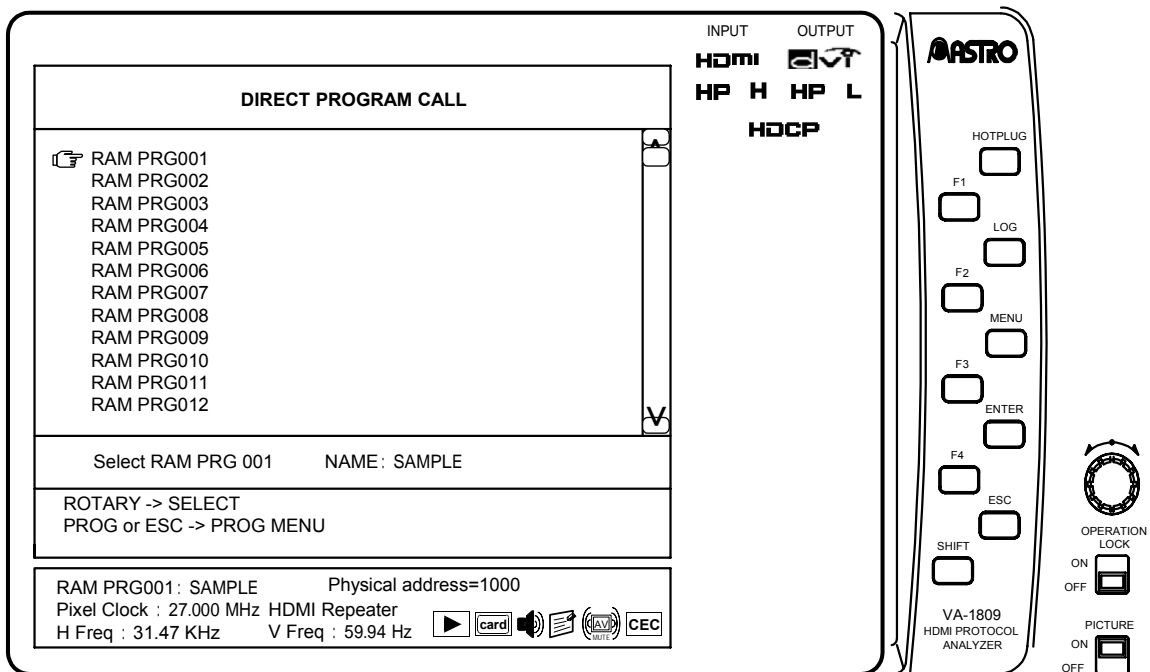 INPUT OUTPUT
HDMI DVI
HP H HP L
HDCP
DIRECT PROGRAM CALL
RAM PRG001
RAM PRG002
RAM PRG003
RAM PRG004
RAM PRG005
RAM PRG006
RAM PRG007
RAM PRG008
RAM PRG009
RAM PRG010
RAM PRG011
RAM PRG012
Select RAM PRG 001 NAME: SAMPLE
ROTARY -> SELECT
PROG or ESC -> PROG MENU
RAM PRG001: SAMPLE Physical address=1000
Pixel Clock : 27.000 MHz HDMI Repeater
H Freq : 31.47 KHz V Freq : 59.94 Hz card AV MUTE CEC
ASTRO
HOTPLUG
F1
LOG
F2
MENU
F3
ENTER
F4
ESC
SHIFT
VA-1809
HDMI PROTOCOL
ANALYZER
OPERATION
LOCK
ON
OFF
PICTURE
ON
OFF